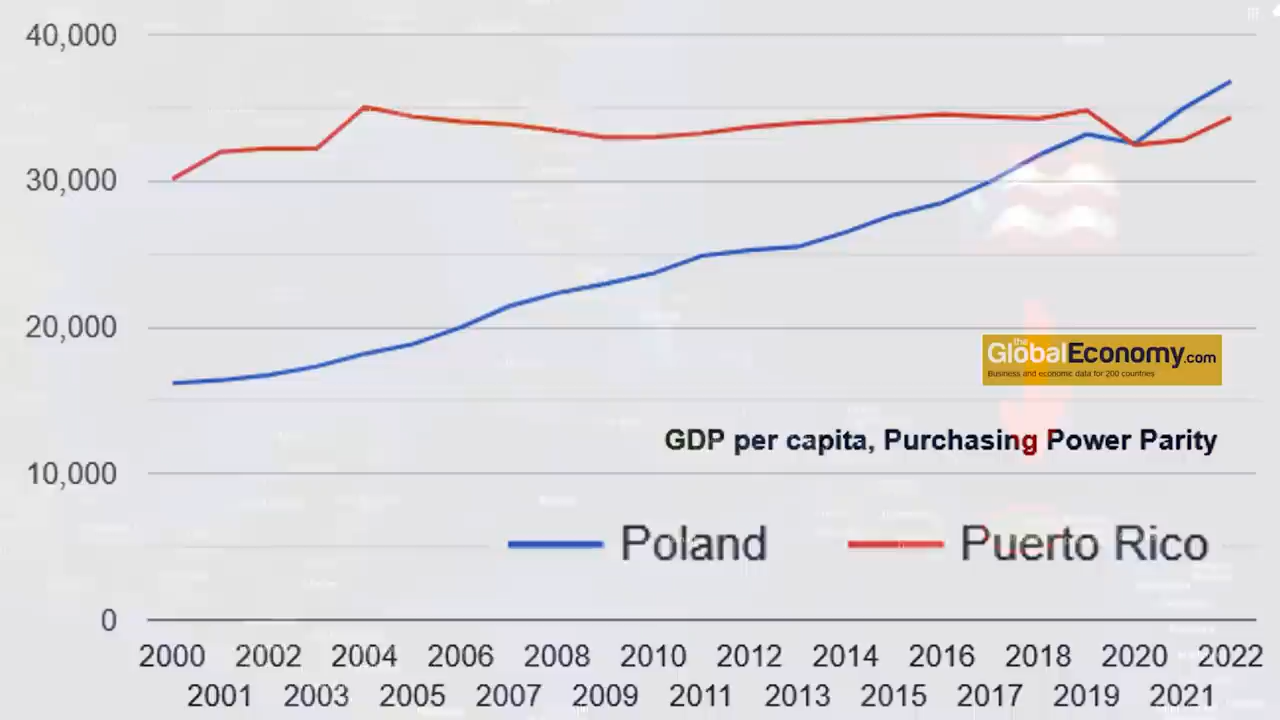 40,000
30,000
the
GlobalEconomy.com
Business and economic data for 200 countries
20,000
GDP per capita, Purchasing Power Parity
10,000
Poland
Puerto Rico
0
2000 2002 2004 2006 2008 2010 2012 2014 2016 2018 2020 2022
2001 2003 2005 2007 2009 2011 2013 2015 2017 2019 2021